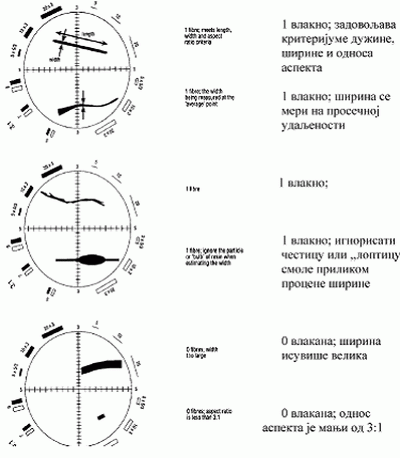 length
width
1 fibre; meets length,
width and aspect
ratio criteria
1 влакно; задовољава
критеријуме дужине,
ширине и односа
аспекта
1 fibre; the width
being measured at the
'average' point
1 влакно; ширина се
мери на просечној
удаљености
1 fibre
1 влакно;
1 fibre; ignore the particle
or "bulb" of resin when
estimating the width
1 влакно; игнорисати
честицу или „лоптицу
смоле приликом
процене ширине
0 fibres, width
too large
0 влакана; ширина
исувише велика
0 fibres; aspect ratio
is less than 3:1
0 влакана; однос
аспекта је мањи од 3:1